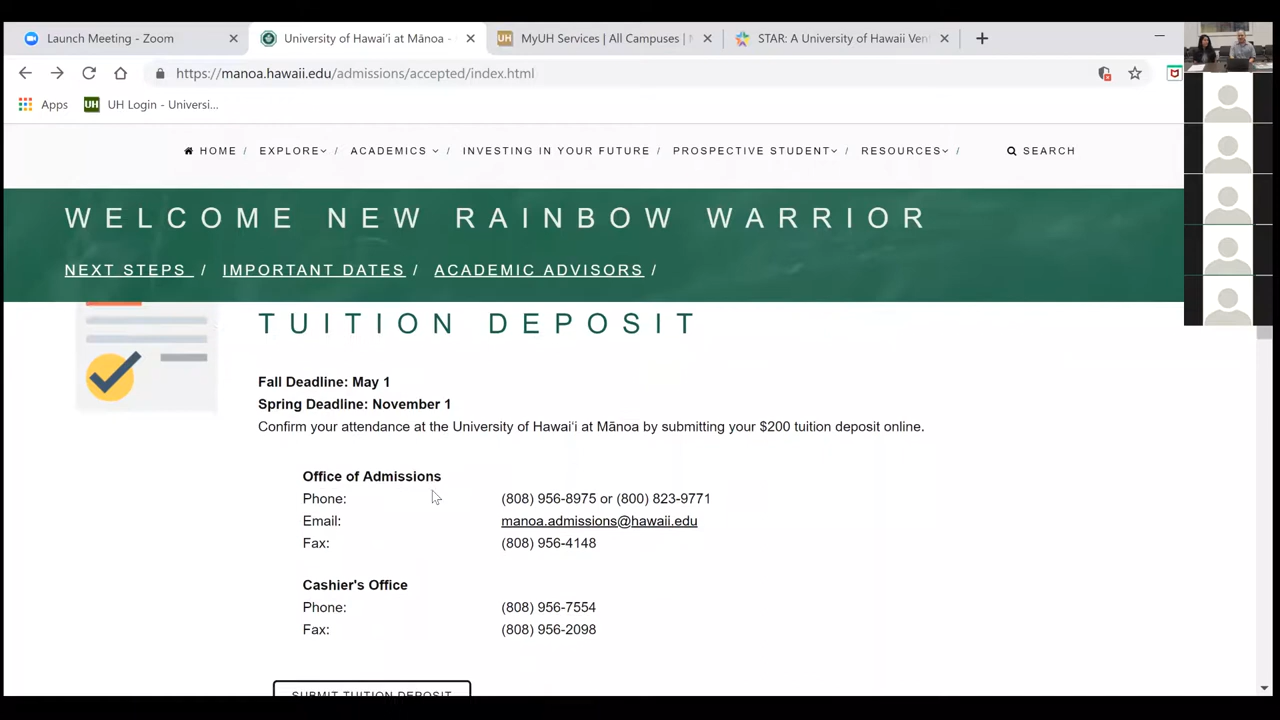 Launch Meeting - Zoom
University of Hawaiʻi at Mānoa -
Services | All Campuses |
STAR: A University of Hawaii Ven
https://manoa.hawaii.edu/admissions/accepted/index.html
Apps
UH
UH Login - Universi...
HOME /
EXPLORE /
ACADEMICS /
INVESTING IN YOUR FUTURE /
PROSPECTIVE STUDENT /
RESOURCES /
SEARCH
WELCOME NEW RAINBOW WARRIOR
NEXT STEPS / IMPORTANT DATES / ACADEMIC ADVISORS /
TUITION DEPOSIT
Fall Deadline: May 1
Spring Deadline: November 1
Confirm your attendance at the University of Hawaiʻi at Mānoa by submitting your $200 tuition deposit online.
Office of Admissions
Phone: (808) 956-8975 or (800) 823-9771
Email: manoa.admissions@hawaii.edu
Fax: (808) 956-4148
Cashier's Office
Phone: (808) 956-7554
Fax: (808) 956-2098
SUBMIT TUITION DEPOSIT